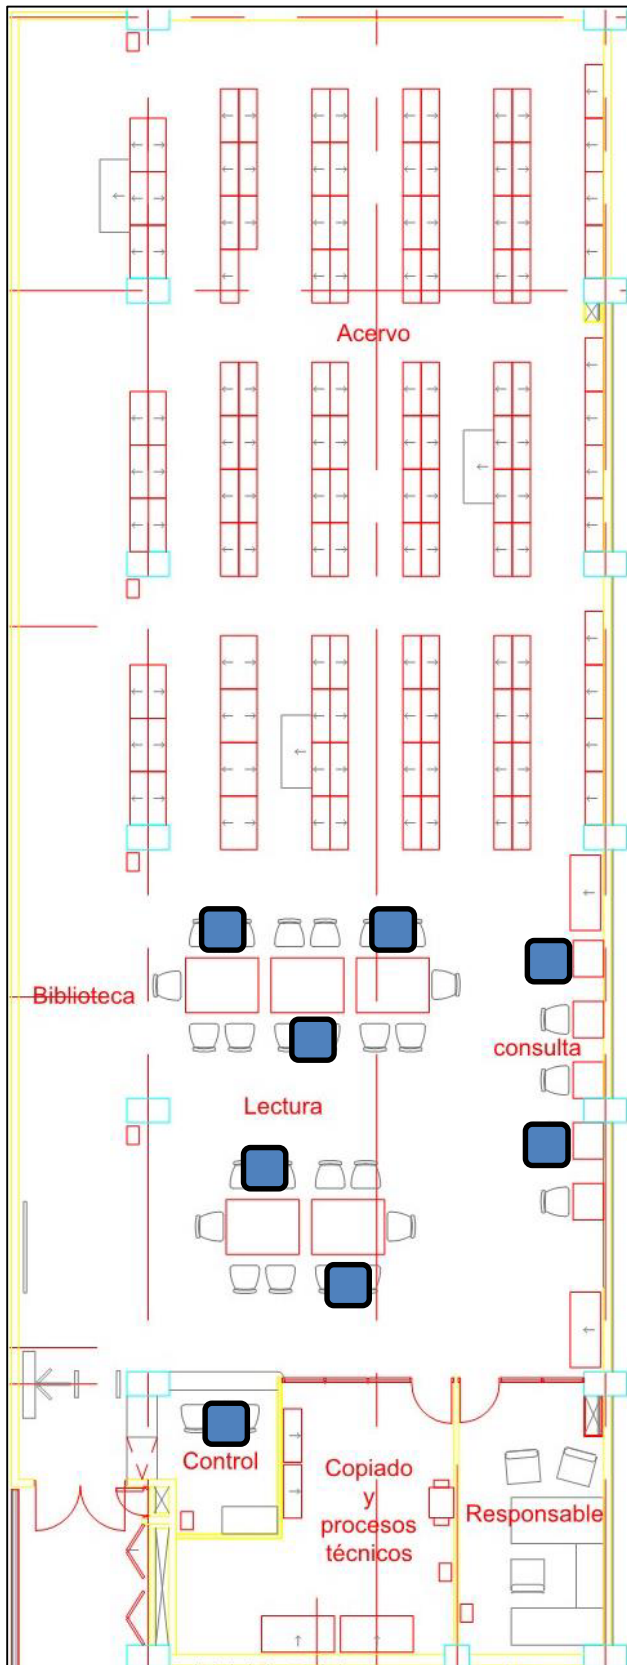 Acervo
Biblioteca
consulta
Lectura
Control
Copiado
y
procesos
técnicos
Responsable